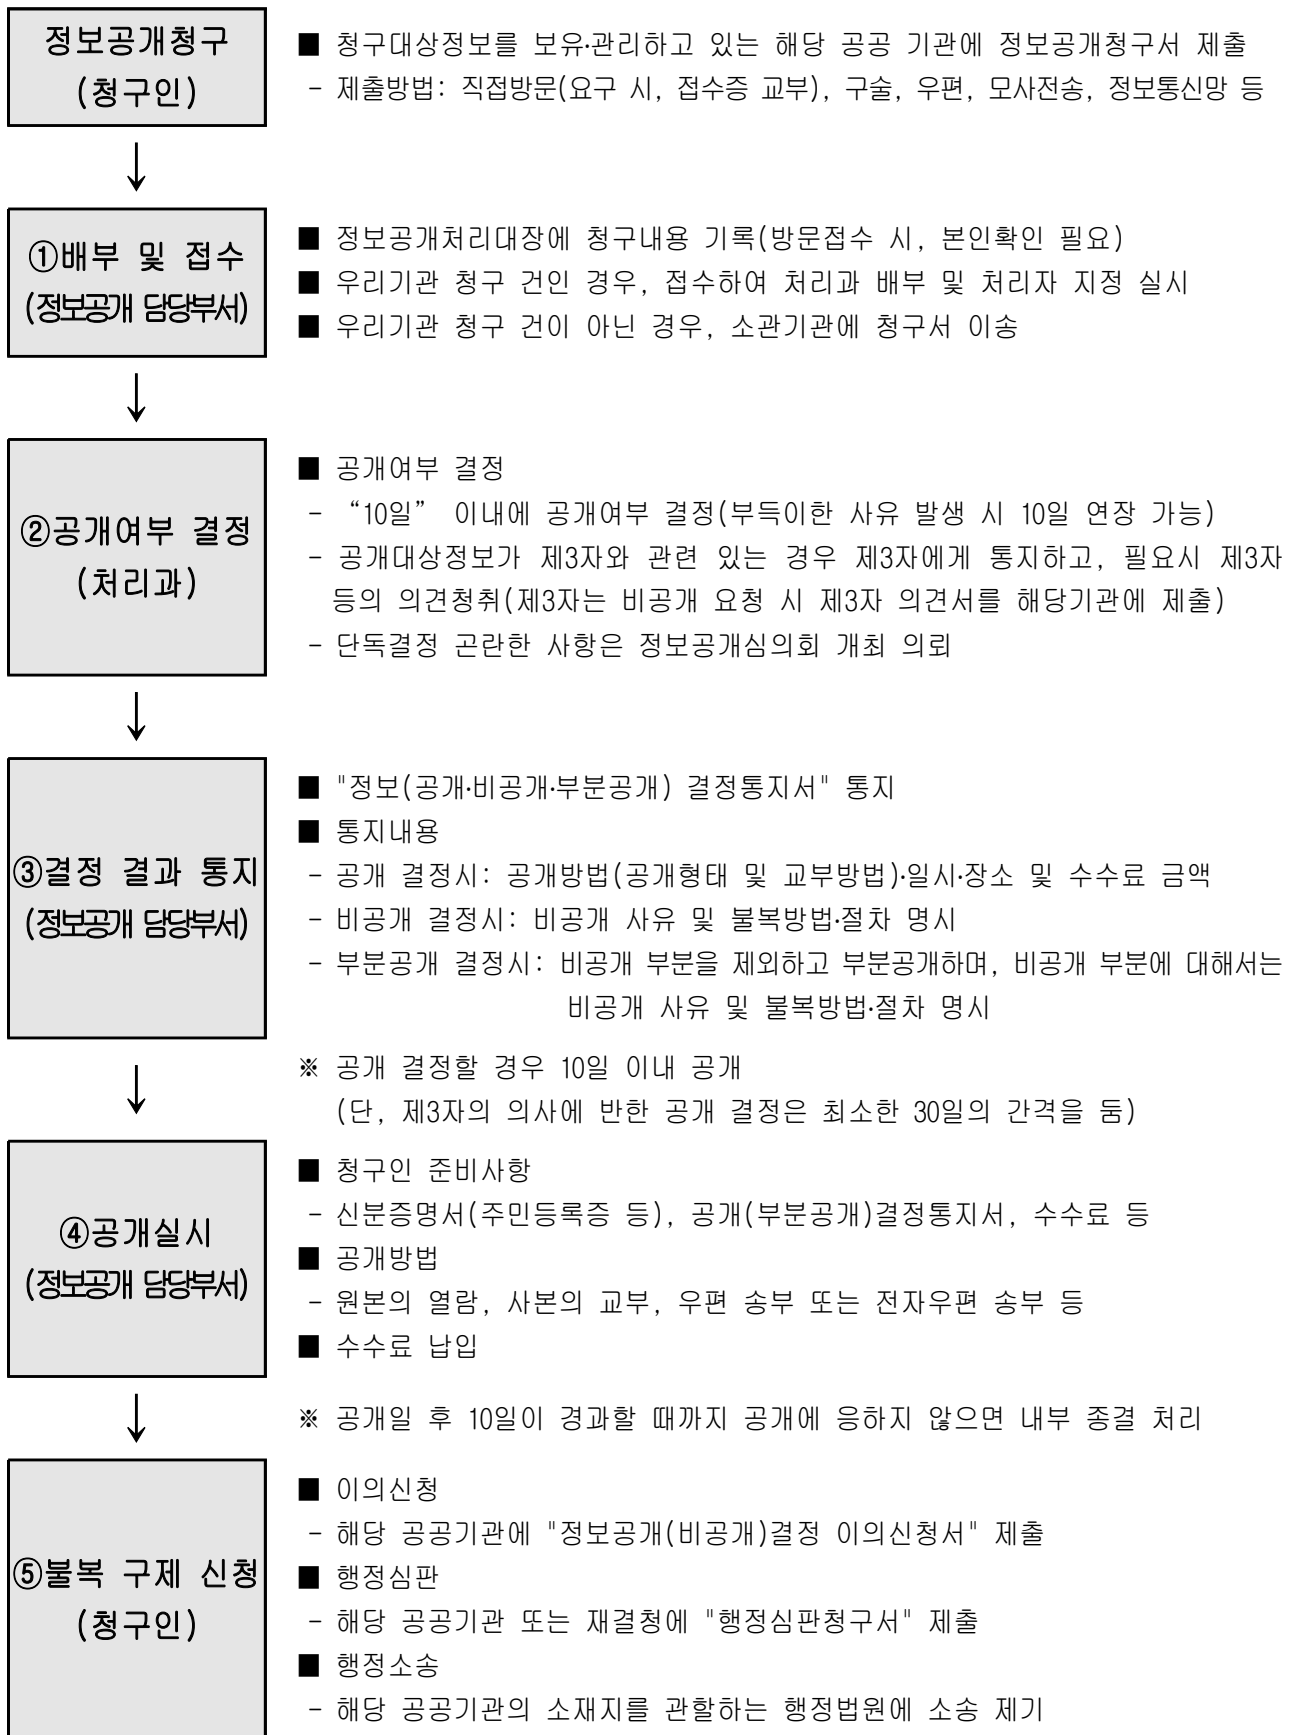 정보공개청구
(청구인)
■ 청구대상정보를 보유·관리하고 있는 해당 공공 기관에 정보공개청구서 제출
- 제출방법: 직접방문(요구 시, 접수증 교부), 구술, 우편, 모사전송, 정보통신망 등
↓
①배부 및 접수
(정보공개 담당부서)
■ 정보공개처리대장에 청구내용 기록(방문접수 시, 본인확인 필요)
■ 우리기관 청구 건인 경우, 접수하여 처리과 배부 및 처리자 지정 실시
■ 우리기관 청구 건이 아닌 경우, 소관기관에 청구서 이송
↓
②공개여부 결정
(처리과)
■ 공개여부 결정
- “10일” 이내에 공개여부 결정(부득이한 사유 발생 시 10일 연장 가능)
- 공개대상정보가 제3자와 관련 있는 경우 제3자에게 통지하고, 필요시 제3자
등의 의견청취(제3자는 비공개 요청 시 제3자 의견서를 해당기관에 제출)
- 단독결정 곤란한 사항은 정보공개심의회 개최 의뢰
↓
③결정 결과 통지
(정보공개 담당부서)
■ "정보(공개·비공개·부분공개) 결정통지서" 통지
■ 통지내용
- 공개 결정시: 공개방법(공개형태 및 교부방법)·일시·장소 및 수수료 금액
- 비공개 결정시: 비공개 사유 및 불복방법·절차 명시
- 부분공개 결정시: 비공개 부분을 제외하고 부분공개하며, 비공개 부분에 대해서는
비공개 사유 및 불복방법·절차 명시
↓
※ 공개 결정할 경우 10일 이내 공개
(단, 제3자의 의사에 반한 공개 결정은 최소한 30일의 간격을 둠)
④공개실시
(정보공개 담당부서)
■ 청구인 준비사항
- 신분증명서(주민등록증 등), 공개(부분공개)결정통지서, 수수료 등
■ 공개방법
- 원본의 열람, 사본의 교부, 우편 송부 또는 전자우편 송부 등
■ 수수료 납입
↓
※ 공개일 후 10일이 경과할 때까지 공개에 응하지 않으면 내부 종결 처리
⑤불복 구제 신청
(청구인)
■ 이의신청
- 해당 공공기관에 "정보공개(비공개)결정 이의신청서" 제출
■ 행정심판
- 해당 공공기관 또는 재결청에 "행정심판청구서" 제출
■ 행정소송
- 해당 공공기관의 소재지를 관할하는 행정법원에 소송 제기